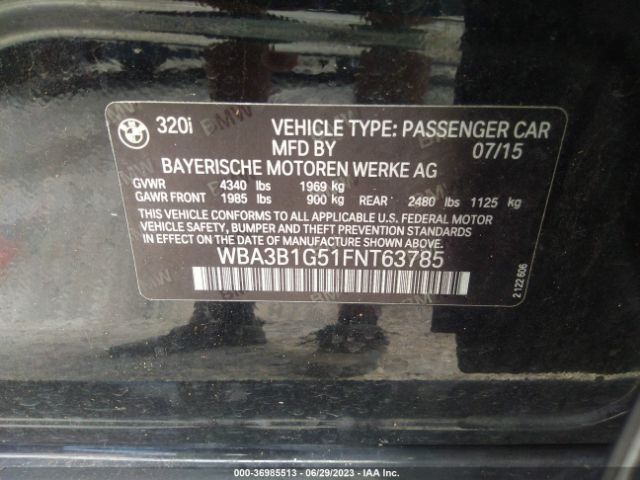 BMW 320i VEHICLE TYPE: PASSENGER CAR
MFD BY 07/15
BAYERISCHE MOTOREN WERKE AG
GVWR 4340 lbs 1969 kg
GAWR FRONT 1985 lbs 900 kg REAR 2480 lbs 1125 kg
THIS VEHICLE CONFORMS TO ALL APPLICABLE U.S. FEDERAL MOTOR
VEHICLE SAFETY, BUMPER AND THEFT PREVENTION STANDARDS
IN EFFECT ON THE DATE OF MANUFACTURE SHOWN ABOVE.
WBA3B1G51FNT63785
2 122 606
000-36985513 - 06/29/2023 - IAA Inc.